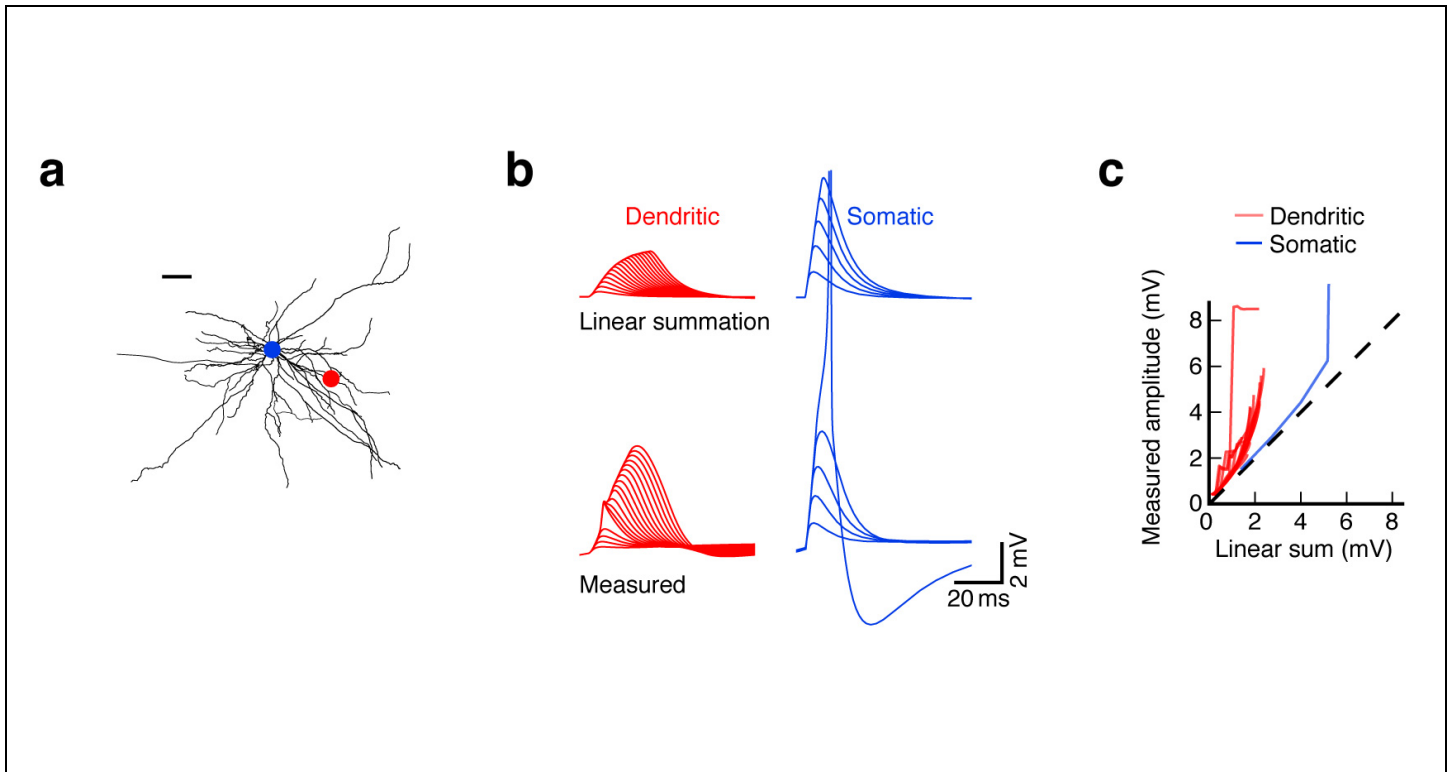 a
b
Dendritic
Somatic
Linear summation
Measured
2 mV
20 ms
c
Dendritic
Somatic
Measured amplitude (mV)
8
6
4
2
0
0 2 4 6 8
Linear sum (mV)